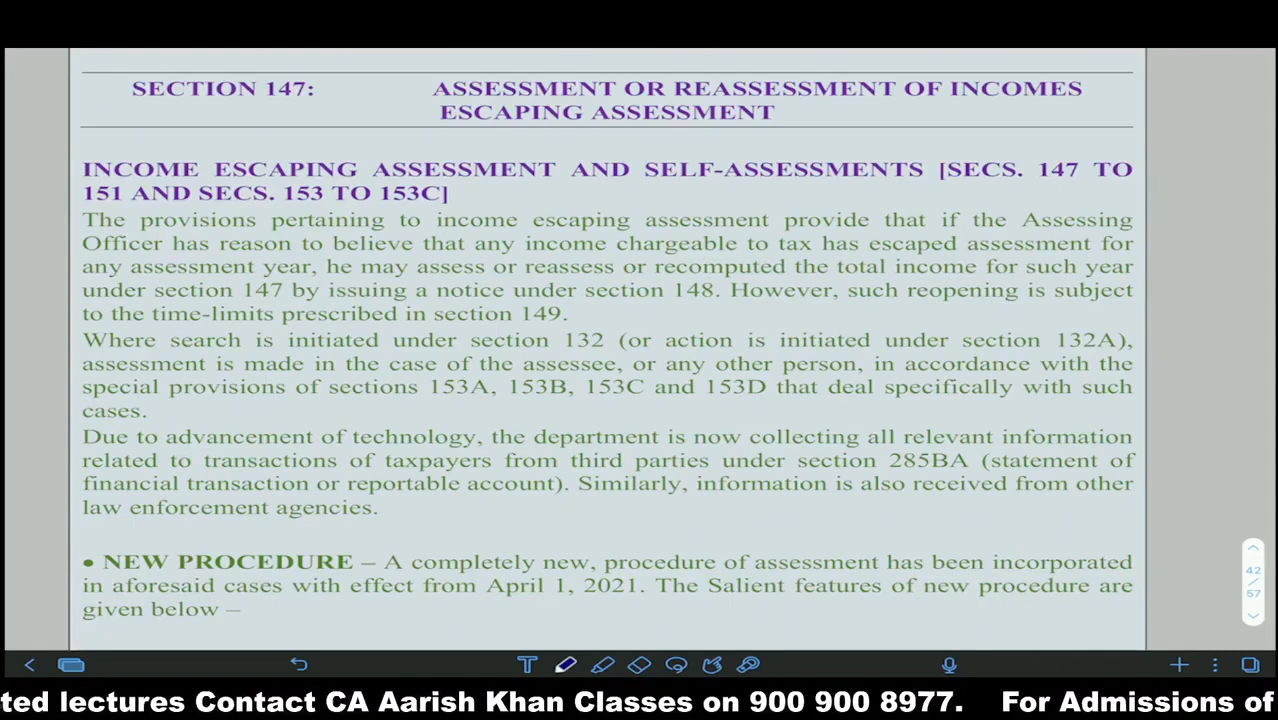 SECTION 147: ASSESSMENT OR REASSESSMENT OF INCOMES
ESCAPING ASSESSMENT
INCOME ESCAPING ASSESSMENT AND SELF-ASSESSMENTS [SECS. 147 TO
151 AND SECS. 153 TO 153C]
The provisions pertaining to income escaping assessment provide that if the Assessing
Officer has reason to believe that any income chargeable to tax has escaped assessment for
any assessment year, he may assess or reassess or recomputed the total income for such year
under section 147 by issuing a notice under section 148. However, such reopening is subject
to the time-limits prescribed in section 149.
Where search is initiated under section 132 (or action is initiated under section 132A),
assessment is made in the case of the assessee, or any other person, in accordance with the
special provisions of sections 153A, 153B, 153C and 153D that deal specifically with such
cases.
Due to advancement of technology, the department is now collecting all relevant information
related to transactions of taxpayers from third parties under section 285BA (statement of
financial transaction or reportable account). Similarly, information is also received from other
law enforcement agencies.
• NEW PROCEDURE – A completely new, procedure of assessment has been incorporated
in aforesaid cases with effect from April 1, 2021. The Salient features of new procedure are
given below –
42
/
57
T
ted lectures Contact CA Aarish Khan Classes on 900 900 8977. For Admissions of